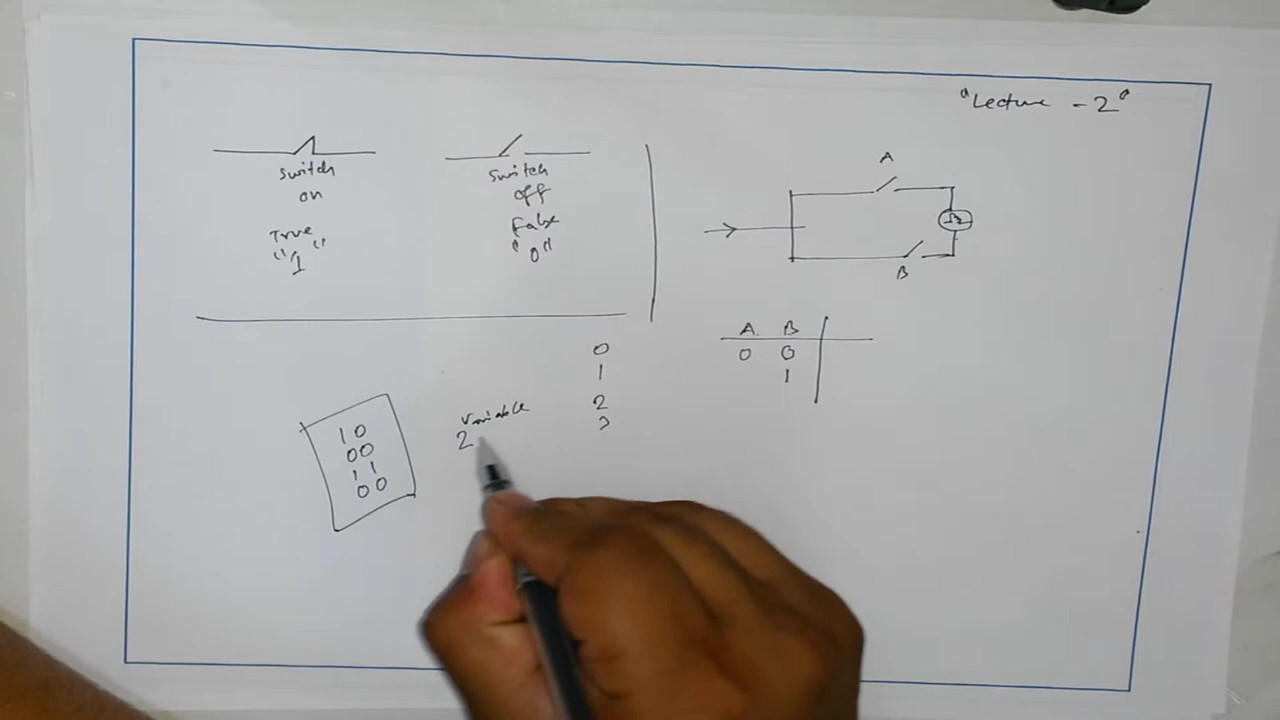 "Lecture - 2"
Switch
on
True
"1"
Switch
off
False
"0"
A
B
A B
0 0
1
0
1
2
3
variable
2
1 0
0 0
1 1
0 0